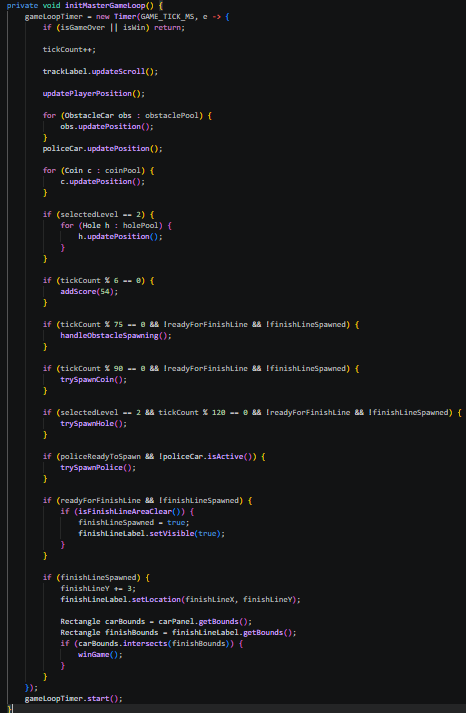 private void initMasterGameLoop() {
    gameLoopTimer = new Timer(GAME_TICK_MS, e -> {
        if (isGameOver || isWin) return;

        tickCount++;

        trackLabel.updateScroll();

        updatePlayerPosition();

        for (ObstacleCar obs : obstaclePool) {
            obs.updatePosition();
        }
        policeCar.updatePosition();

        for (Coin c : coinPool) {
            c.updatePosition();
        }

        if (selectedLevel == 2) {
            for (Hole h : holePool) {
                h.updatePosition();
            }
        }

        if (tickCount % 6 == 0) {
            addScore(54);
        }

        if (tickCount % 75 == 0 && !readyForFinishLine && !finishLineSpawned) {
            handleObstacleSpawning();
        }

        if (tickCount % 90 == 0 && !readyForFinishLine && !finishLineSpawned) {
            trySpawnCoin();
        }

        if (selectedLevel == 2 && tickCount % 120 == 0 && !readyForFinishLine && !finishLineSpawned) {
            trySpawnHole();
        }

        if (policeReadyToSpawn && !policeCar.isActive()) {
            trySpawnPolice();
        }

        if (readyForFinishLine && !finishLineSpawned) {
            if (isFinishLineAreaClear()) {
                finishLineSpawned = true;
                finishLineLabel.setVisible(true);
            }
        }

        if (finishLineSpawned) {
            finishLineY += 3;
            finishLineLabel.setLocation(finishLineX, finishLineY);

            Rectangle carBounds = carPanel.getBounds();
            Rectangle finishBounds = finishLineLabel.getBounds();
            if (carBounds.intersects(finishBounds)) {
                winGame();
            }
        }
    });
    gameLoopTimer.start();
}